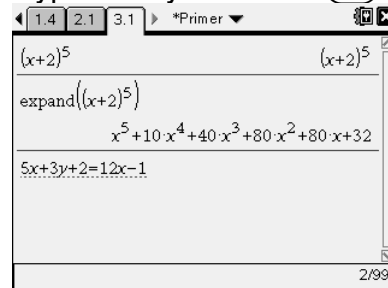 1.4 2.1 3.1 *Primer
(x+2)^5 (x+2)^5
expand((x+2)^5)
x^5+10·x^4+40·x^3+80·x^2+80·x+32
5x+3y+2=12x−1
2/99